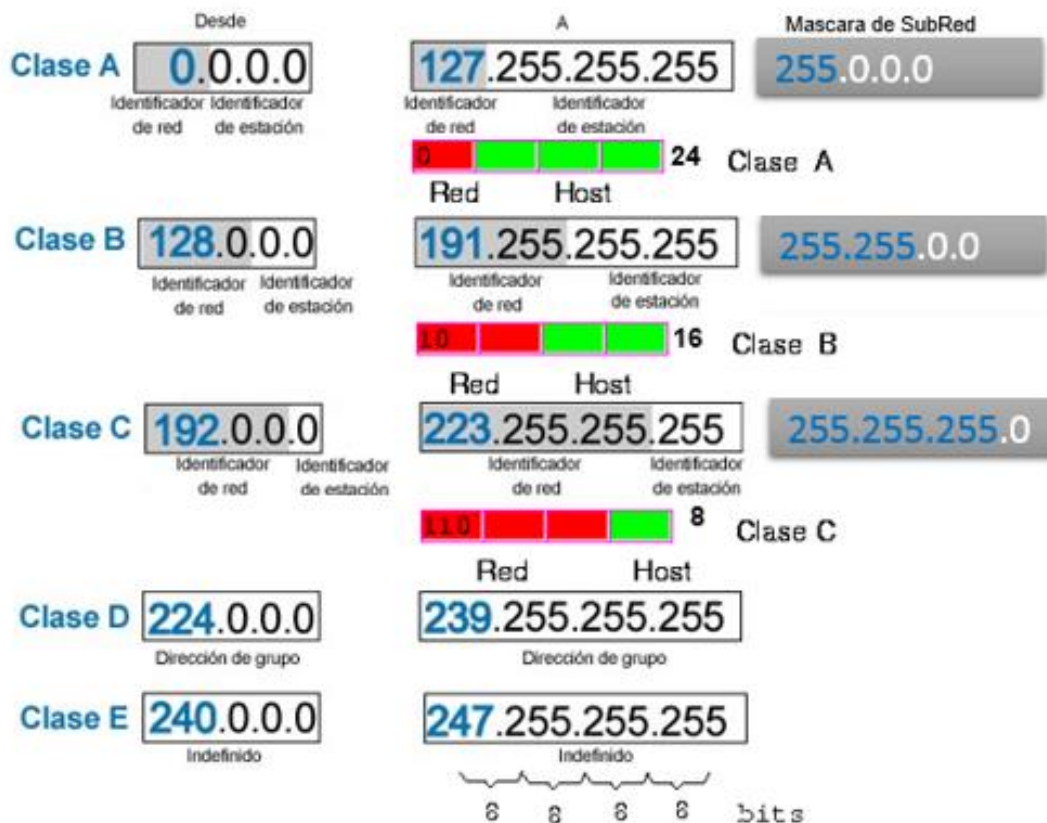 Desde A Mascara de SubRed
Clase A 0.0.0.0 127.255.255.255 255.0.0.0
Identificador Identificador Identificador Identificador
de red de estación de red de estación
0 24 Clase A
Red Host
Clase B 128.0.0.0 191.255.255.255 255.255.0.0
Identificador Identificador Identificador Identificador
de red de estación de red de estación
10 16 Clase B
Red Host
Clase C 192.0.0.0 223.255.255.255 255.255.255.0
Identificador Identificador Identificador Identificador
de red de estación de red de estación
110 8 Clase C
Red Host
Clase D 224.0.0.0 239.255.255.255
Dirección de grupo Dirección de grupo
Clase E 240.0.0.0 247.255.255.255
Indefinido Indefinido
8 8 8 8 bits